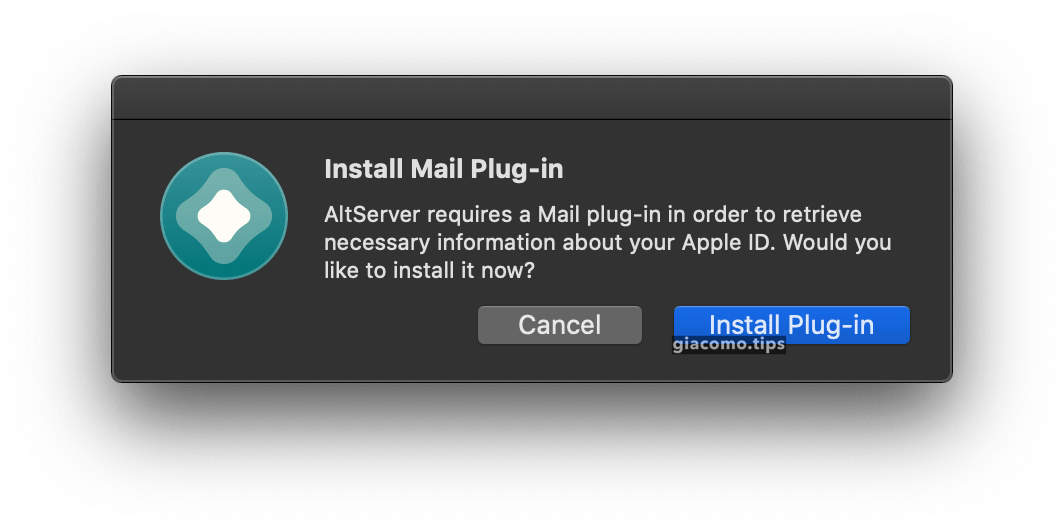 Install Mail Plug-in
AltServer requires a Mail plug-in in order to retrieve
necessary information about your Apple ID. Would you
like to install it now?
Cancel
Install Plug-in
giacomo.tips